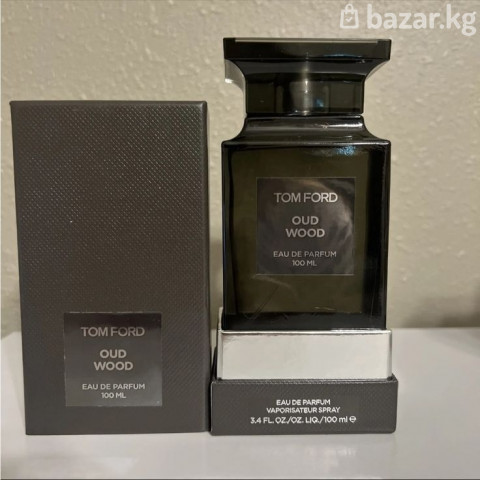 bazar.kg
TOM FORD
OUD
WOOD
EAU DE PARFUM
100 ML
TOM FORD
OUD
WOOD
EAU DE PARFUM
100 ML
EAU DE PARFUM
VAPORISATEUR SPRAY
3.4 FL. OZ./OZ. LIQ./100 ml ℮